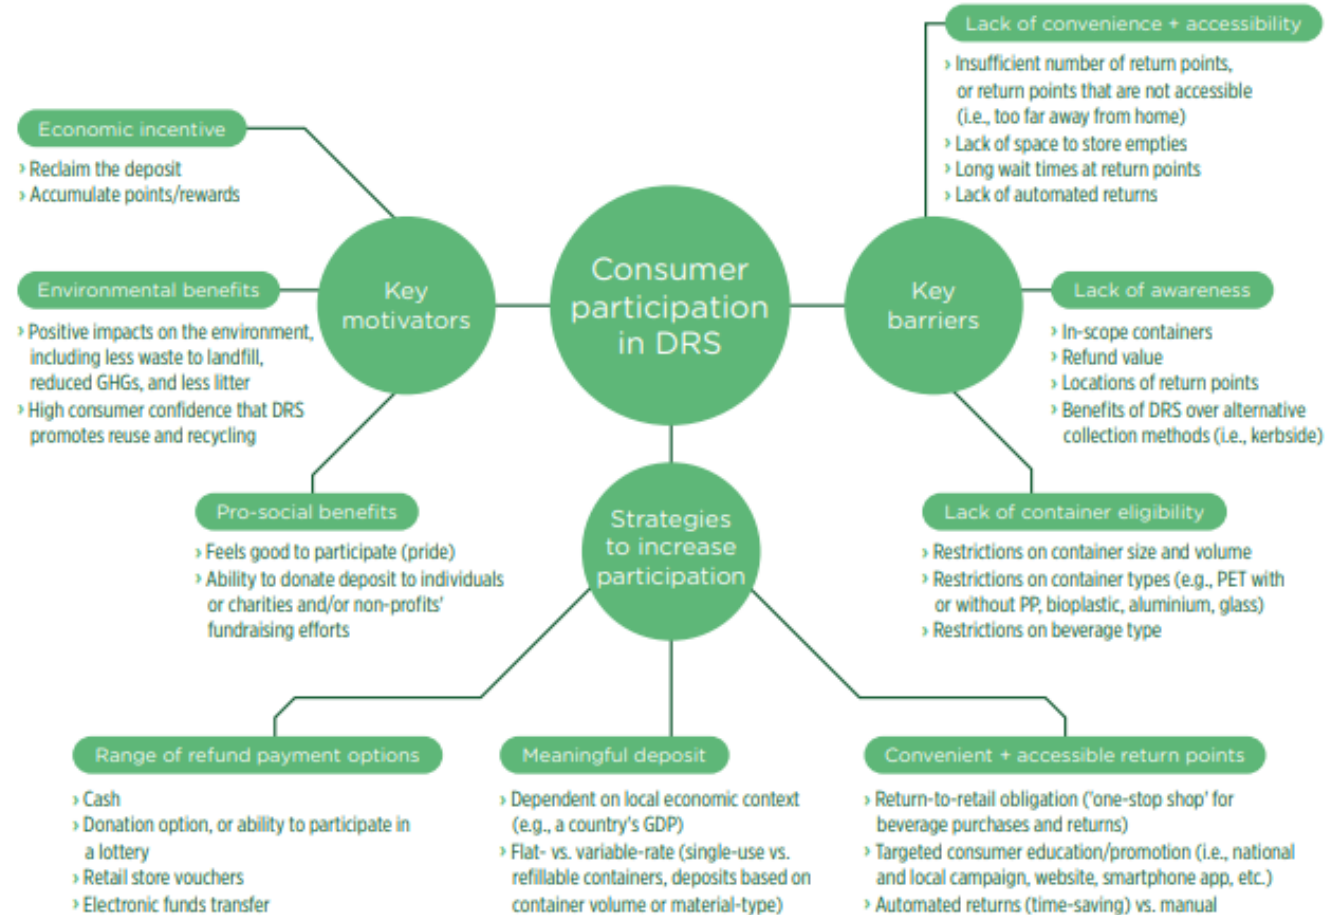 Consumer
participation
in DRS
Key
motivators
Economic incentive
› Reclaim the deposit
› Accumulate points/rewards
Environmental benefits
› Positive impacts on the environment,
including less waste to landfill,
reduced GHGs, and less litter
› High consumer confidence that DRS
promotes reuse and recycling
Pro-social benefits
› Feels good to participate (pride)
› Ability to donate deposit to individuals
or charities and/or non-profits'
fundraising efforts
Key
barriers
Lack of convenience + accessibility
› Insufficient number of return points,
or return points that are not accessible
(i.e., too far away from home)
› Lack of space to store empties
› Long wait times at return points
› Lack of automated returns
Lack of awareness
› In-scope containers
› Refund value
› Locations of return points
› Benefits of DRS over alternative
collection methods (i.e., kerbside)
Lack of container eligibility
› Restrictions on container size and volume
› Restrictions on container types (e.g., PET with
or without PP, bioplastic, aluminium, glass)
› Restrictions on beverage type
Strategies
to increase
participation
Range of refund payment options
› Cash
› Donation option, or ability to participate in
a lottery
› Retail store vouchers
› Electronic funds transfer
Meaningful deposit
› Dependent on local economic context
(e.g., a country's GDP)
› Flat- vs. variable-rate (single-use vs.
refillable containers, deposits based on
container volume or material-type)
Convenient + accessible return points
› Return-to-retail obligation ('one-stop shop' for
beverage purchases and returns)
› Targeted consumer education/promotion (i.e., national
and local campaign, website, smartphone app, etc.)
› Automated returns (time-saving) vs. manual